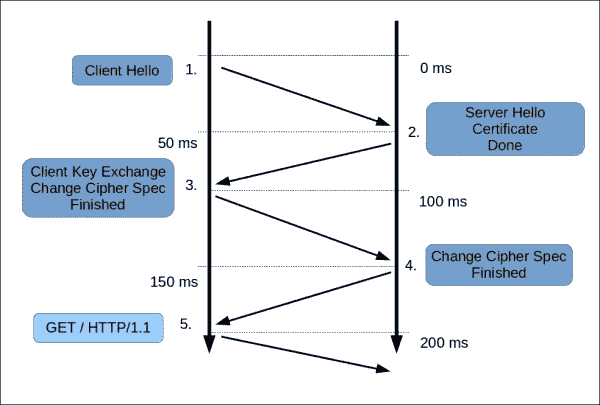 Client Hello
1.
0 ms
50 ms
2.
Server Hello
Certificate
Done
Client Key Exchange
Change Cipher Spec
Finished
3.
100 ms
150 ms
4.
Change Cipher Spec
Finished
GET / HTTP/1.1
5.
200 ms